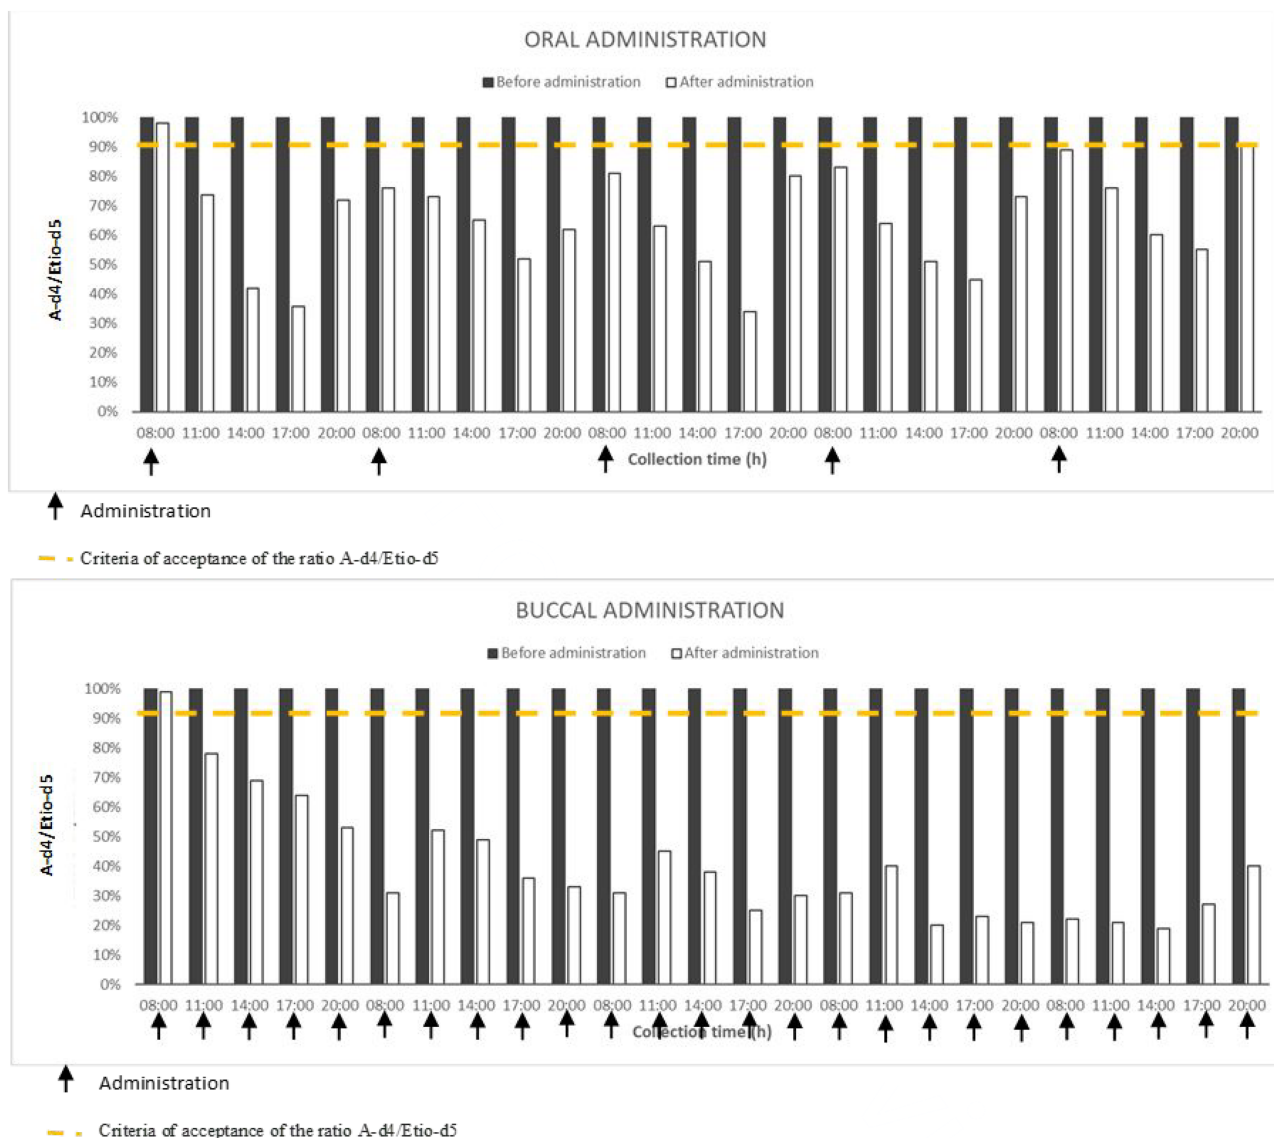 ORAL ADMINISTRATION
Before administration After administration
100%
90%
80%
70%
60%
50%
40%
30%
20%
10%
0%
A-d4/Etio-d5
08:00 11:00 14:00 17:00 20:00 08:00 11:00 14:00 17:00 20:00 08:00 11:00 14:00 17:00 20:00 08:00 11:00 14:00 17:00 20:00 08:00 11:00 14:00 17:00 20:00
Collection time (h)
Administration
Criteria of acceptance of the ratio A-d4/Etio-d5
BUCCAL ADMINISTRATION
Before administration After administration
100%
90%
80%
70%
60%
50%
40%
30%
20%
10%
0%
A-d4/Etio-d5
08:00 11:00 14:00 17:00 20:00 08:00 11:00 14:00 17:00 20:00 08:00 11:00 14:00 17:00 20:00 08:00 11:00 14:00 17:00 20:00 08:00 11:00 14:00 17:00 20:00
Collection time (h)
Administration
Criteria of acceptance of the ratio A-d4/Etio-d5